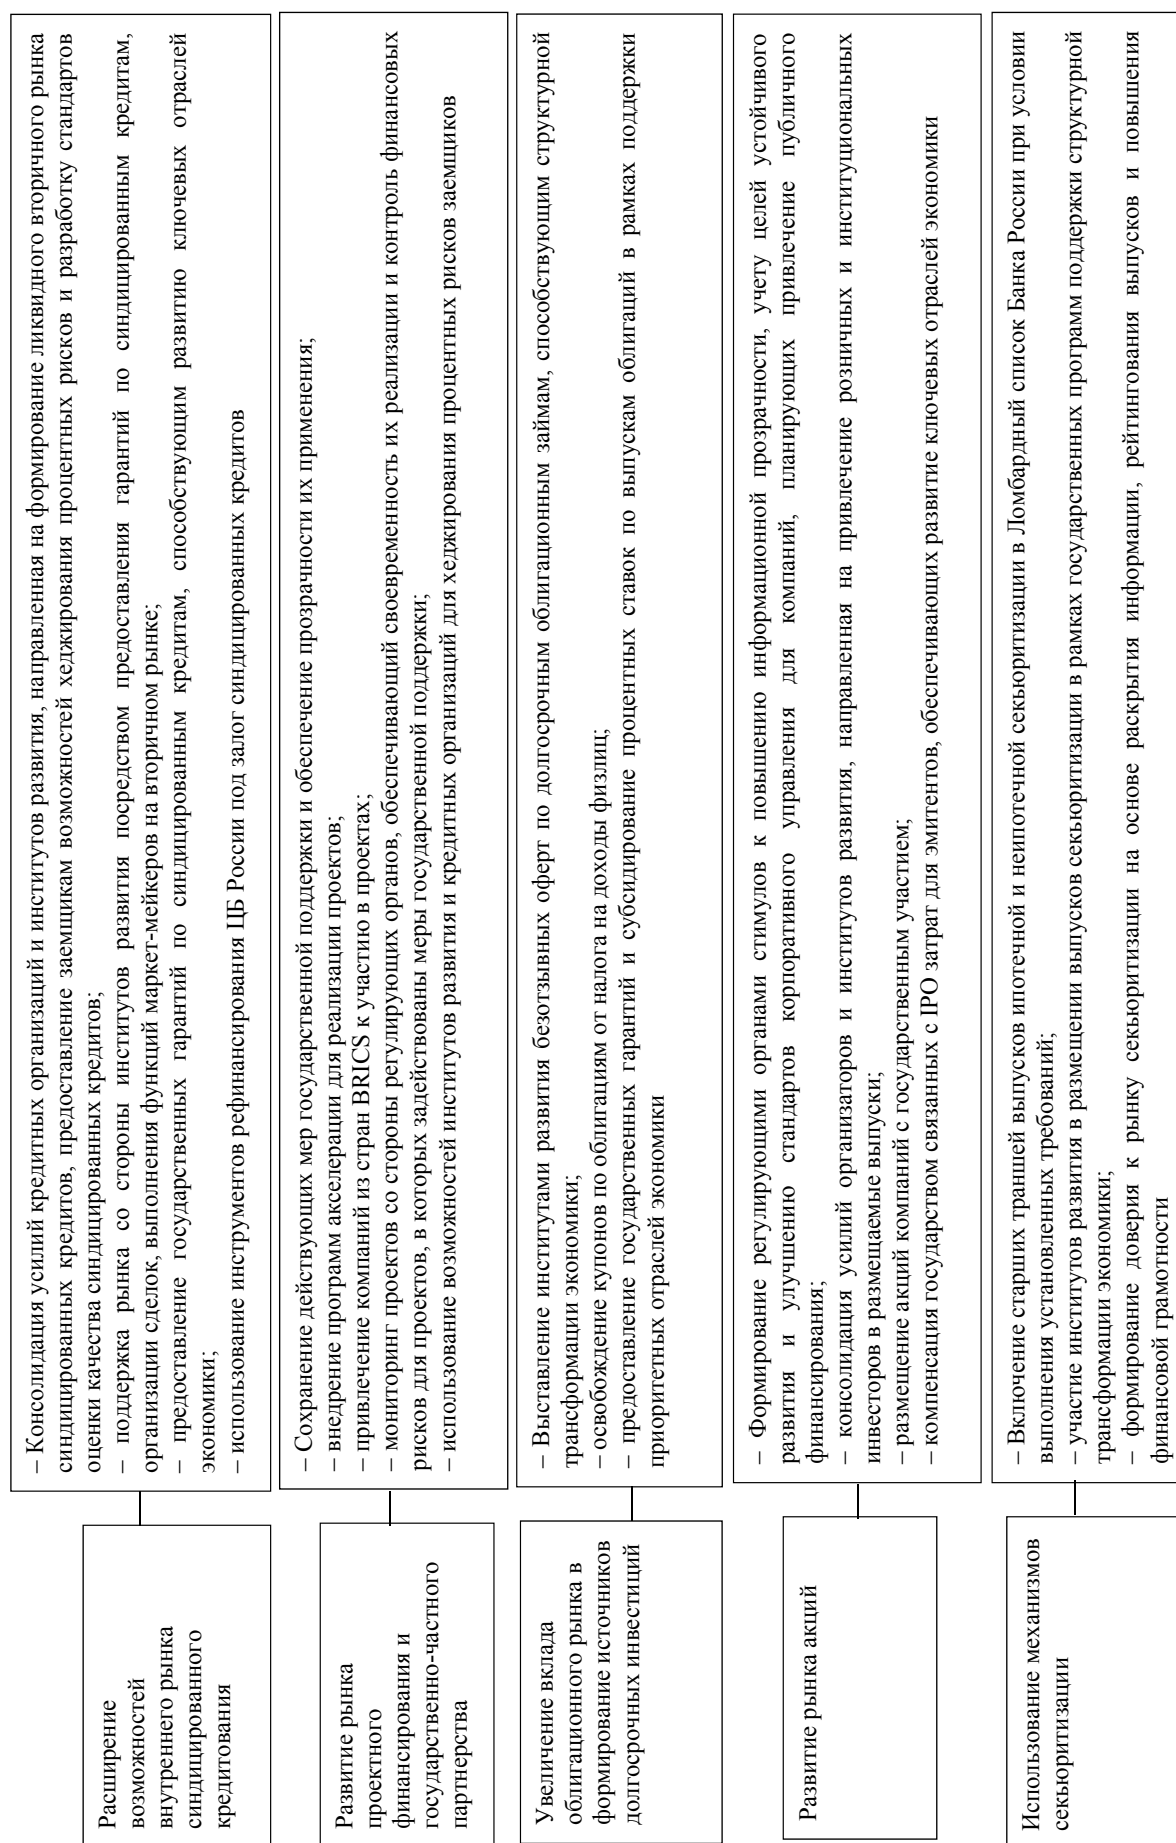 Расширение
возможностей
внутреннего рынка
синдицированного
кредитования
– Консолидация усилий кредитных организаций и институтов развития, направленная на формирование ликвидного вторичного рынка
синдицированных кредитов, предоставление заемщикам возможностей хеджирования процентных рисков и разработку стандартов
оценки качества синдицированных кредитов;
– поддержка рынка со стороны институтов развития посредством предоставления гарантий по синдицированным кредитам,
организации сделок, выполнения функций маркет-мейкеров на вторичном рынке;
– предоставление государственных гарантий по синдицированным кредитам, способствующим развитию ключевых отраслей
экономики;
– использование инструментов рефинансирования ЦБ России под залог синдицированных кредитов
Развитие рынка
проектного
финансирования и
государственно-частного
партнерства
– Сохранение действующих мер государственной поддержки и обеспечение прозрачности их применения;
– внедрение программ акселерации для реализации проектов;
– привлечение компаний из стран BRICS к участию в проектах;
– мониторинг проектов со стороны регулирующих органов, обеспечивающий своевременность их реализации и контроль финансовых
рисков для проектов, в которых задействованы меры государственной поддержки;
– использование возможностей институтов развития и кредитных организаций для хеджирования процентных рисков заемщиков
Увеличение вклада
облигационного рынка в
формирование источников
долгосрочных инвестиций
– Выставление институтами развития безотзывных оферт по долгосрочным облигационным займам, способствующим структурной
трансформации экономики;
– освобождение купонов по облигациям от налога на доходы физлиц;
– предоставление государственных гарантий и субсидирование процентных ставок по выпускам облигаций в рамках поддержки
приоритетных отраслей экономики
Развитие рынка акций
– Формирование регулирующими органами стимулов к повышению информационной прозрачности, учету целей устойчивого
развития и улучшению стандартов корпоративного управления для компаний, планирующих привлечение публичного
финансирования;
– консолидация усилий организаторов и институтов развития, направленная на привлечение розничных и институциональных
инвесторов в размещаемые выпуски;
– размещение акций компаний с государственным участием;
– компенсация государством связанных с IPO затрат для эмитентов, обеспечивающих развитие ключевых отраслей экономики
Использование механизмов
секьюритизации
– Включение старших траншей выпусков ипотечной и неипотечной секьюритизации в Ломбардный список Банка России при условии
выполнения установленных требований;
– участие институтов развития в размещении выпусков секьюритизации в рамках государственных программ поддержки структурной
трансформации экономики;
– формирование доверия к рынку секьюритизации на основе раскрытия информации, рейтингования выпусков и повышения
финансовой грамотности